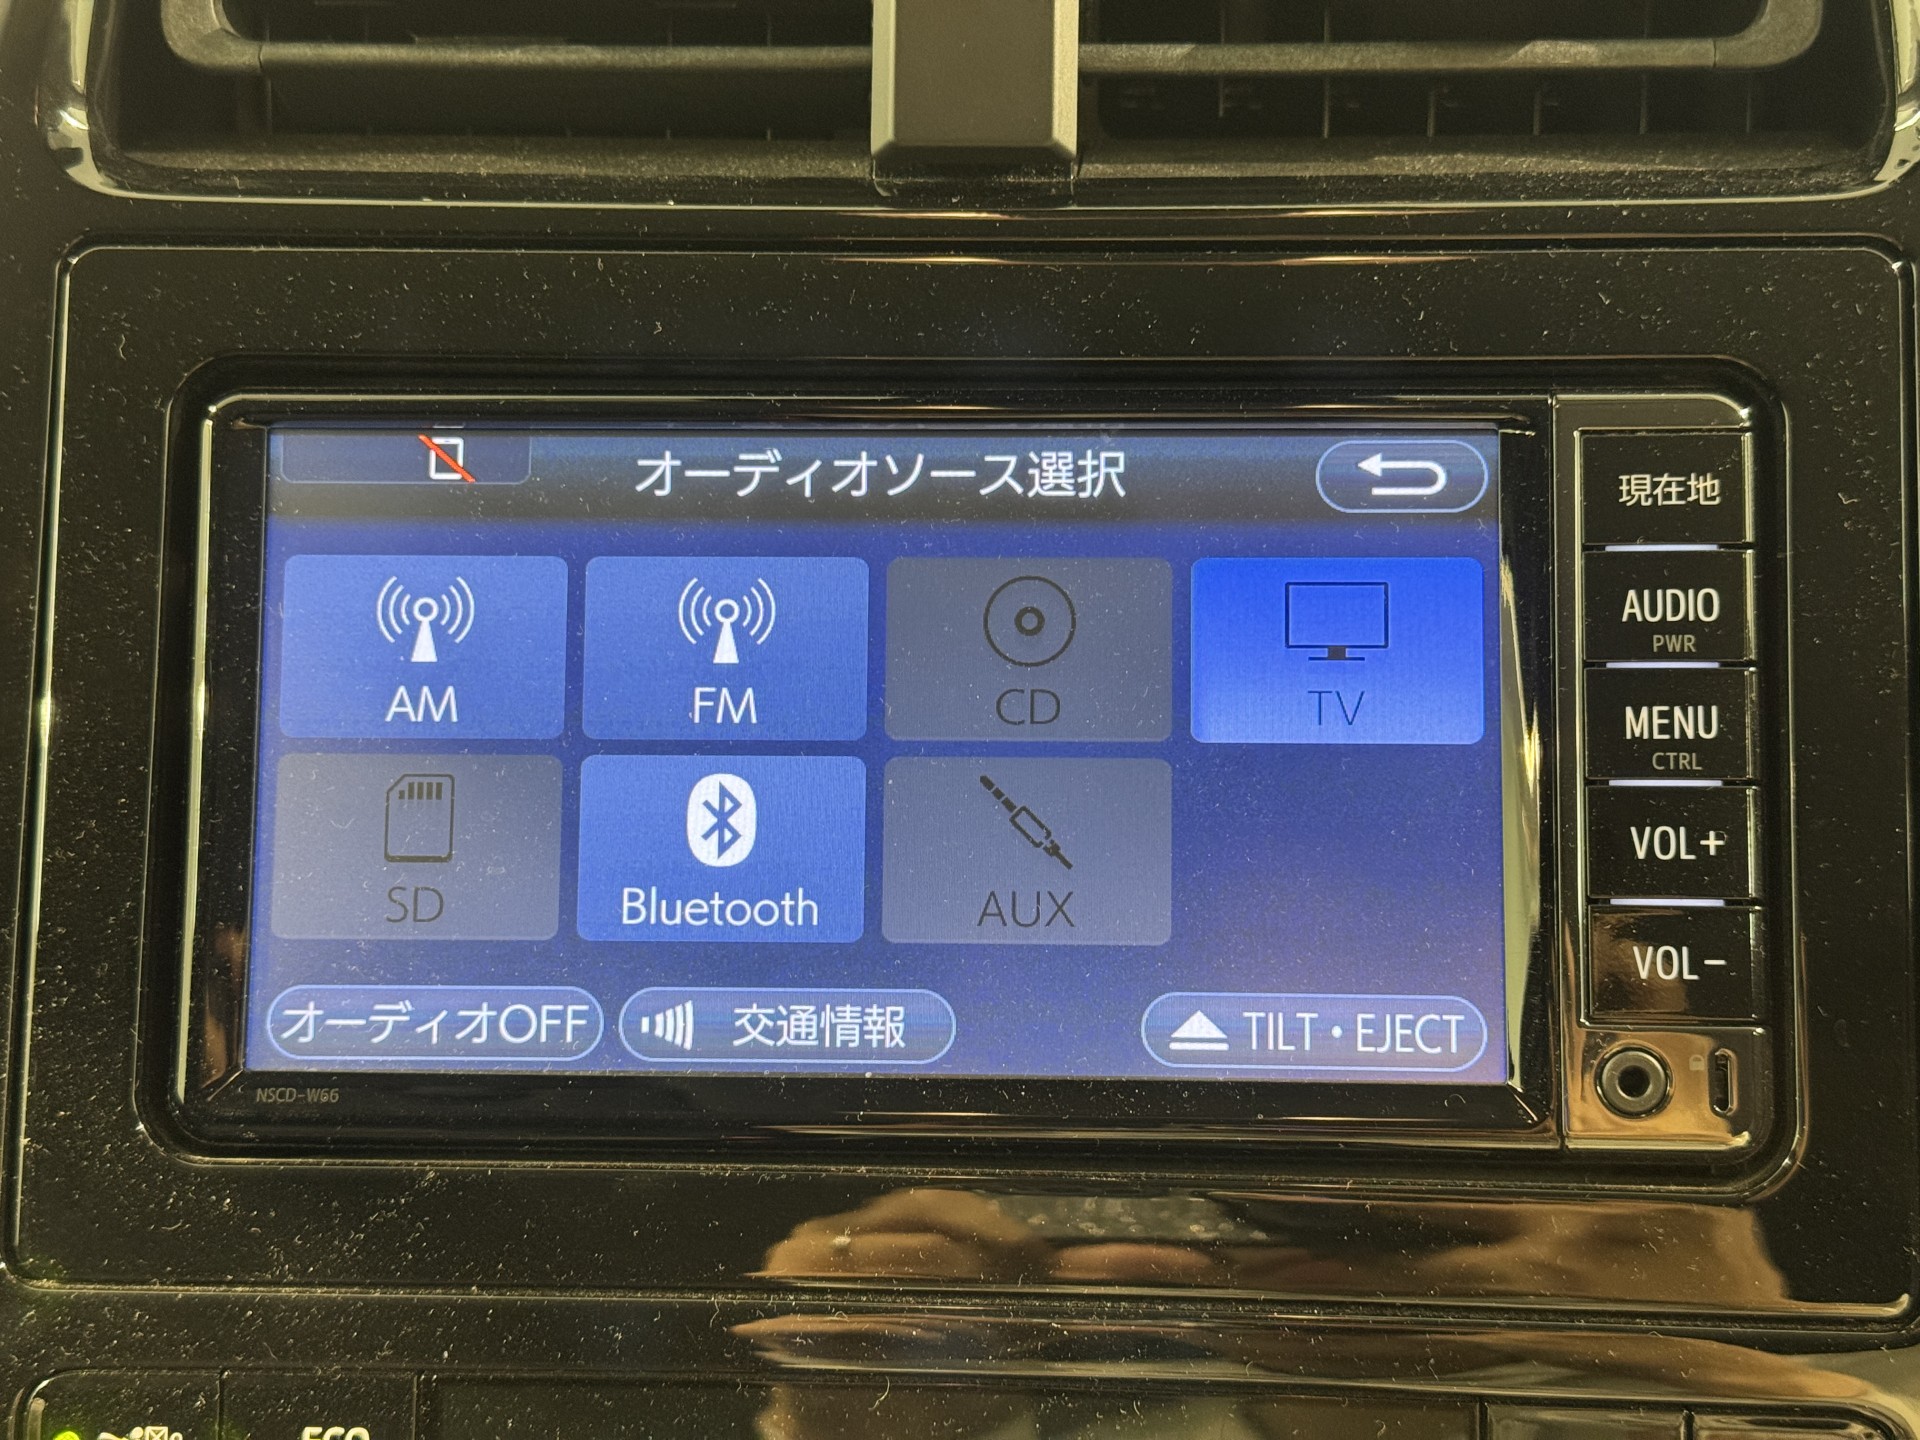 オーディオソース選択
AM
FM
CD
TV
SD
Bluetooth
AUX
オーディオOFF
交通情報
TILT・EJECT
NSCD-W66
現在地
AUDIO
PWR
MENU
CTRL
VOL+
VOL-
ECO